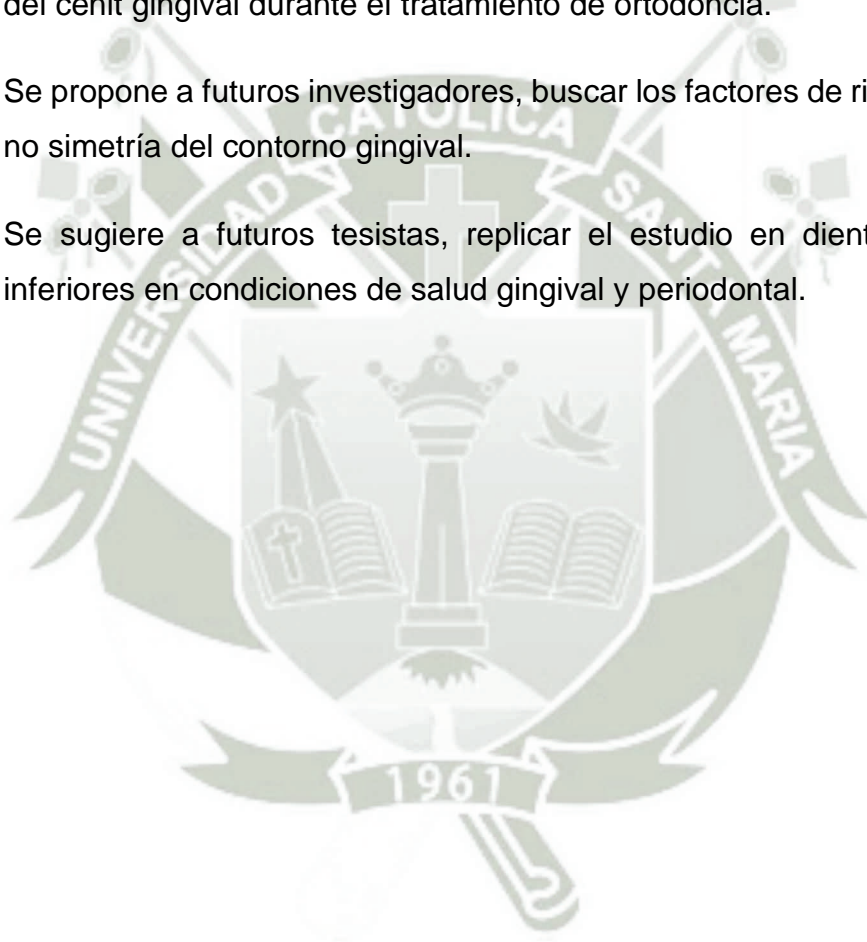 del cenit gingival durante el tratamiento de ortodoncia.
Se propone a futuros investigadores, buscar los factores de ri
no simetría del contorno gingival.
Se sugiere a futuros tesistas, replicar el estudio en dient
inferiores en condiciones de salud gingival y periodontal.
UNIVERSIDAD CATOLICA SANTA MARIA
1961